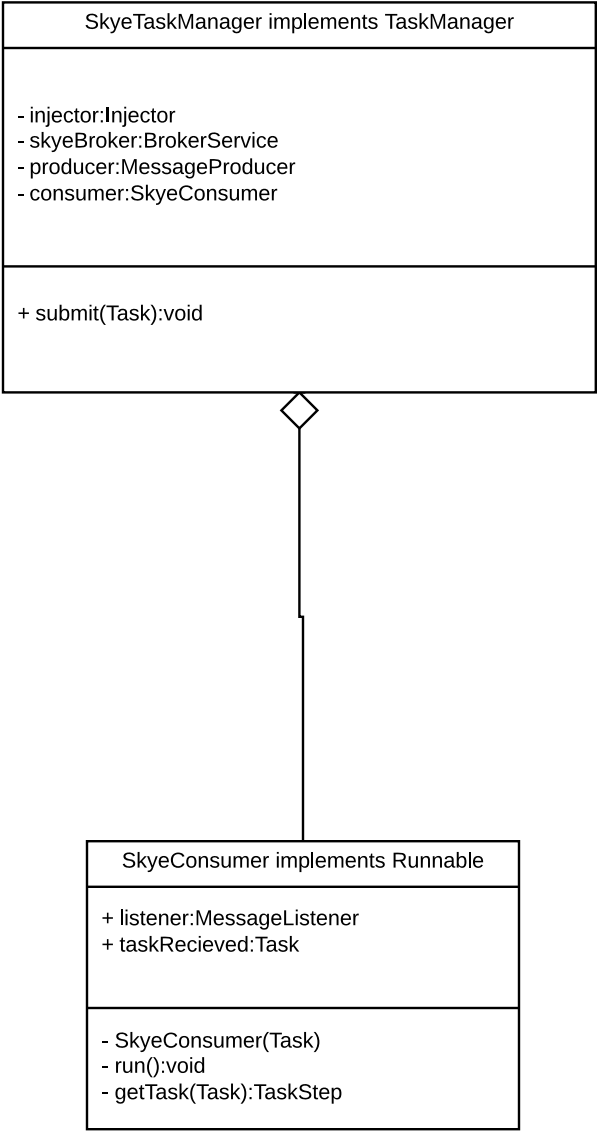 SkyeTaskManager implements TaskManager
- injector:Injector
- skyeBroker:BrokerService
- producer:MessageProducer
- consumer:SkyeConsumer
+ submit(Task):void
SkyeConsumer implements Runnable
+ listener:MessageListener
+ taskRecieved:Task
- SkyeConsumer(Task)
- run():void
- getTask(Task):TaskStep